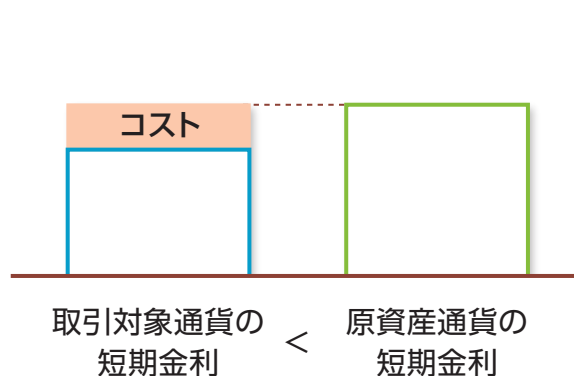 コスト
取引対象通貨の
短期金利
<
原資産通貨の
短期金利